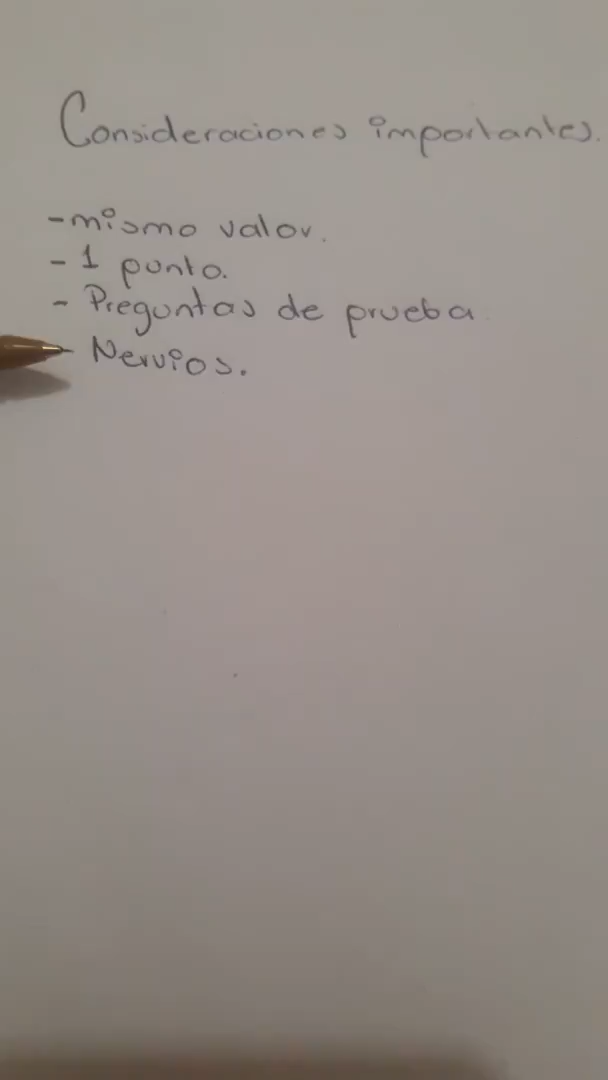 Consideraciones importantes.
- mismo valor.
- 1 punto.
- Preguntas de prueba
- Nervios.